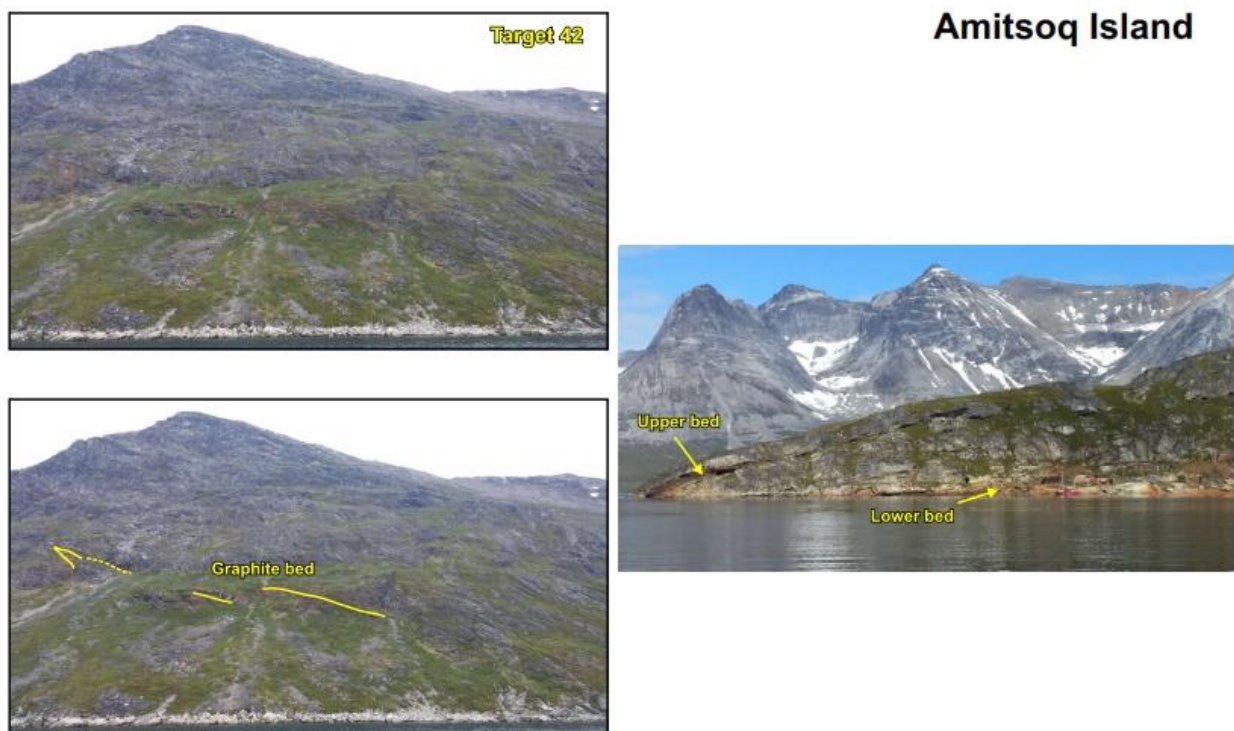 Target 42
Amitsoq Island
Upper bed
Lower bed
Graphite bed